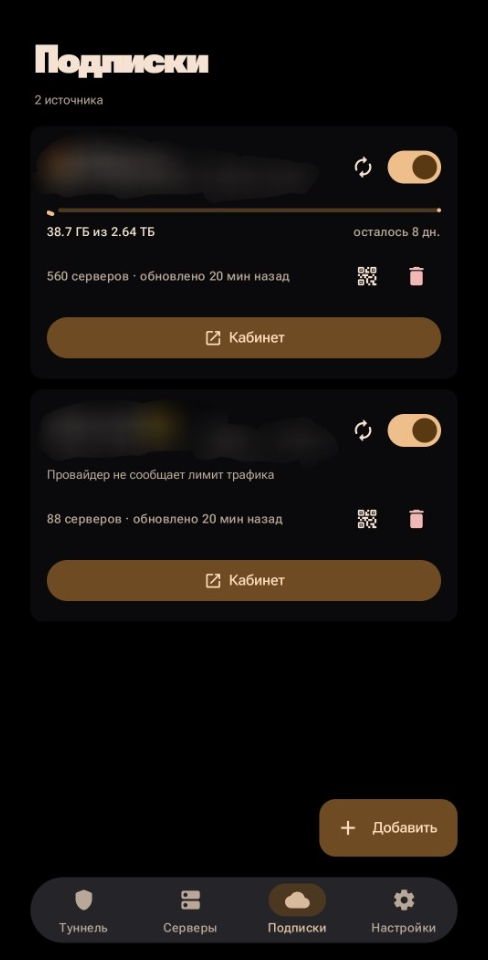 Подписки
2 источника
38.7 ГБ из 2.64 ТБ
осталось 8 дн.
560 серверов · обновлено 20 мин назад
Кабинет
Провайдер не сообщает лимит трафика
88 серверов · обновлено 20 мин назад
Кабинет
Добавить
Туннель
Серверы
Подписки
Настройки